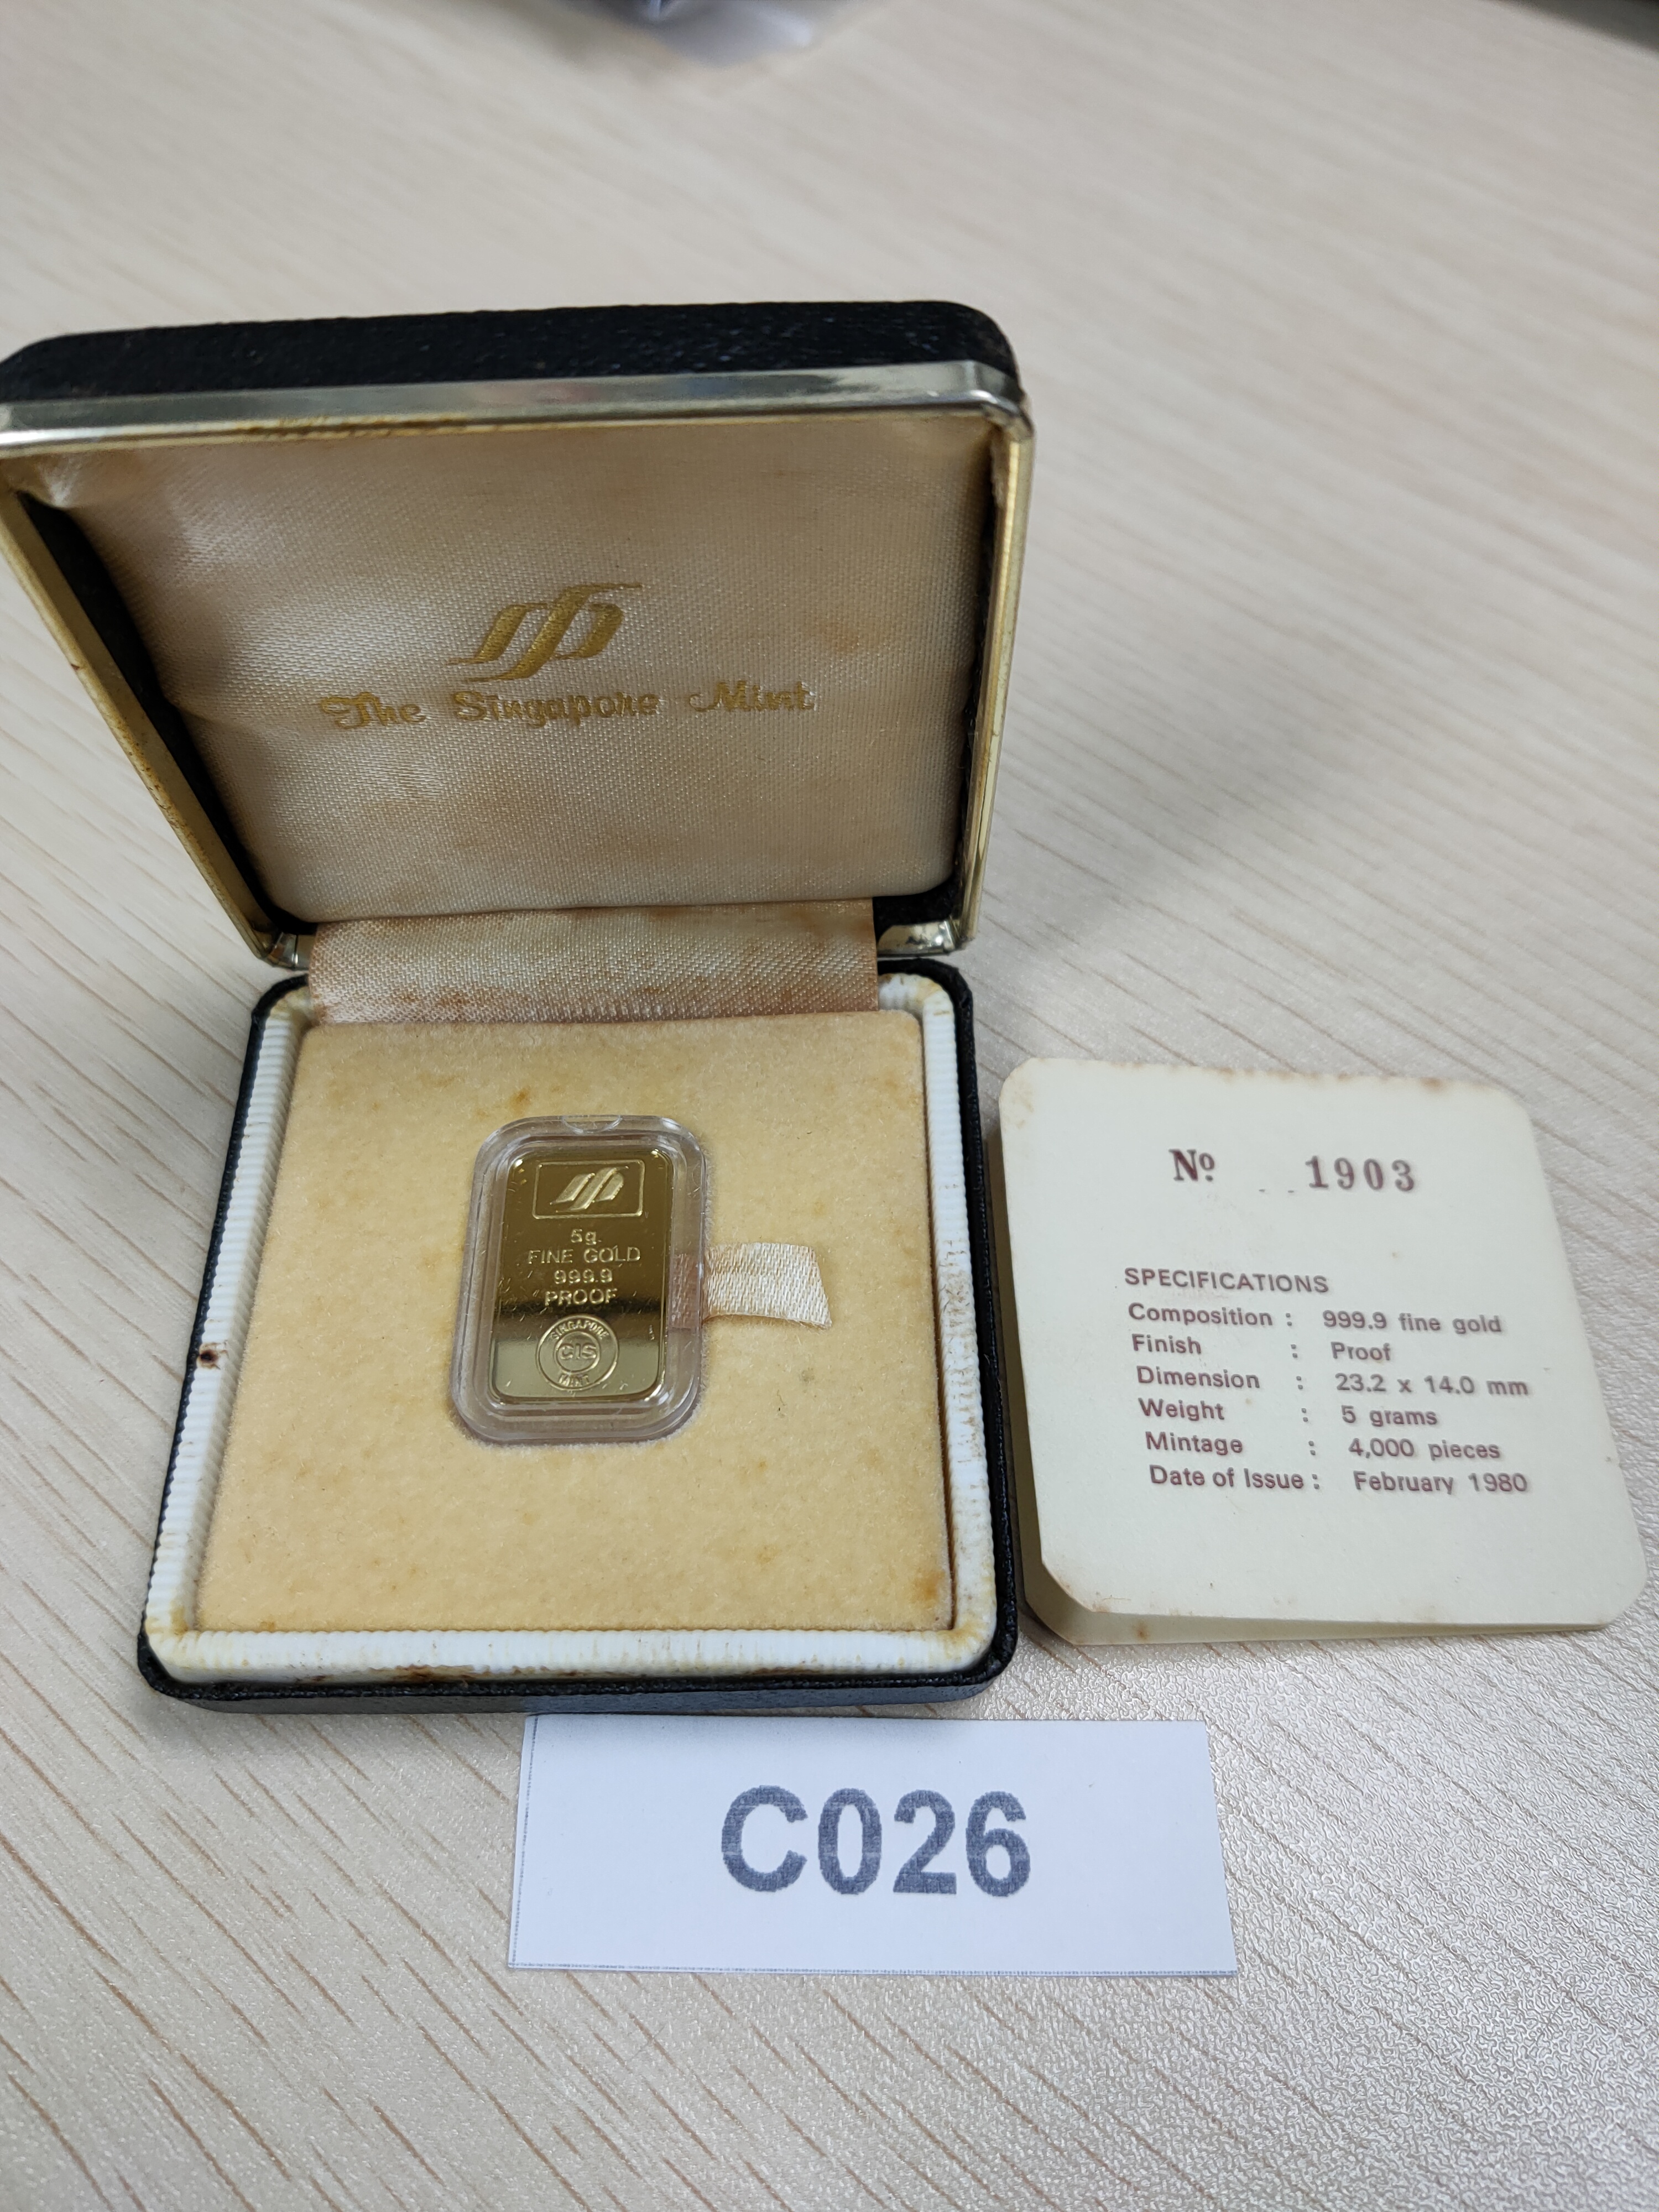 The Singapore Mint
5g.
FINE GOLD
999.9
PROOF
SINGAPORE
CIS
MINT
Nº 1903
SPECIFICATIONS
Composition : 999.9 fine gold
Finish : Proof
Dimension : 23.2 x 14.0 mm
Weight : 5 grams
Mintage : 4,000 pieces
Date of Issue : February 1980
C026